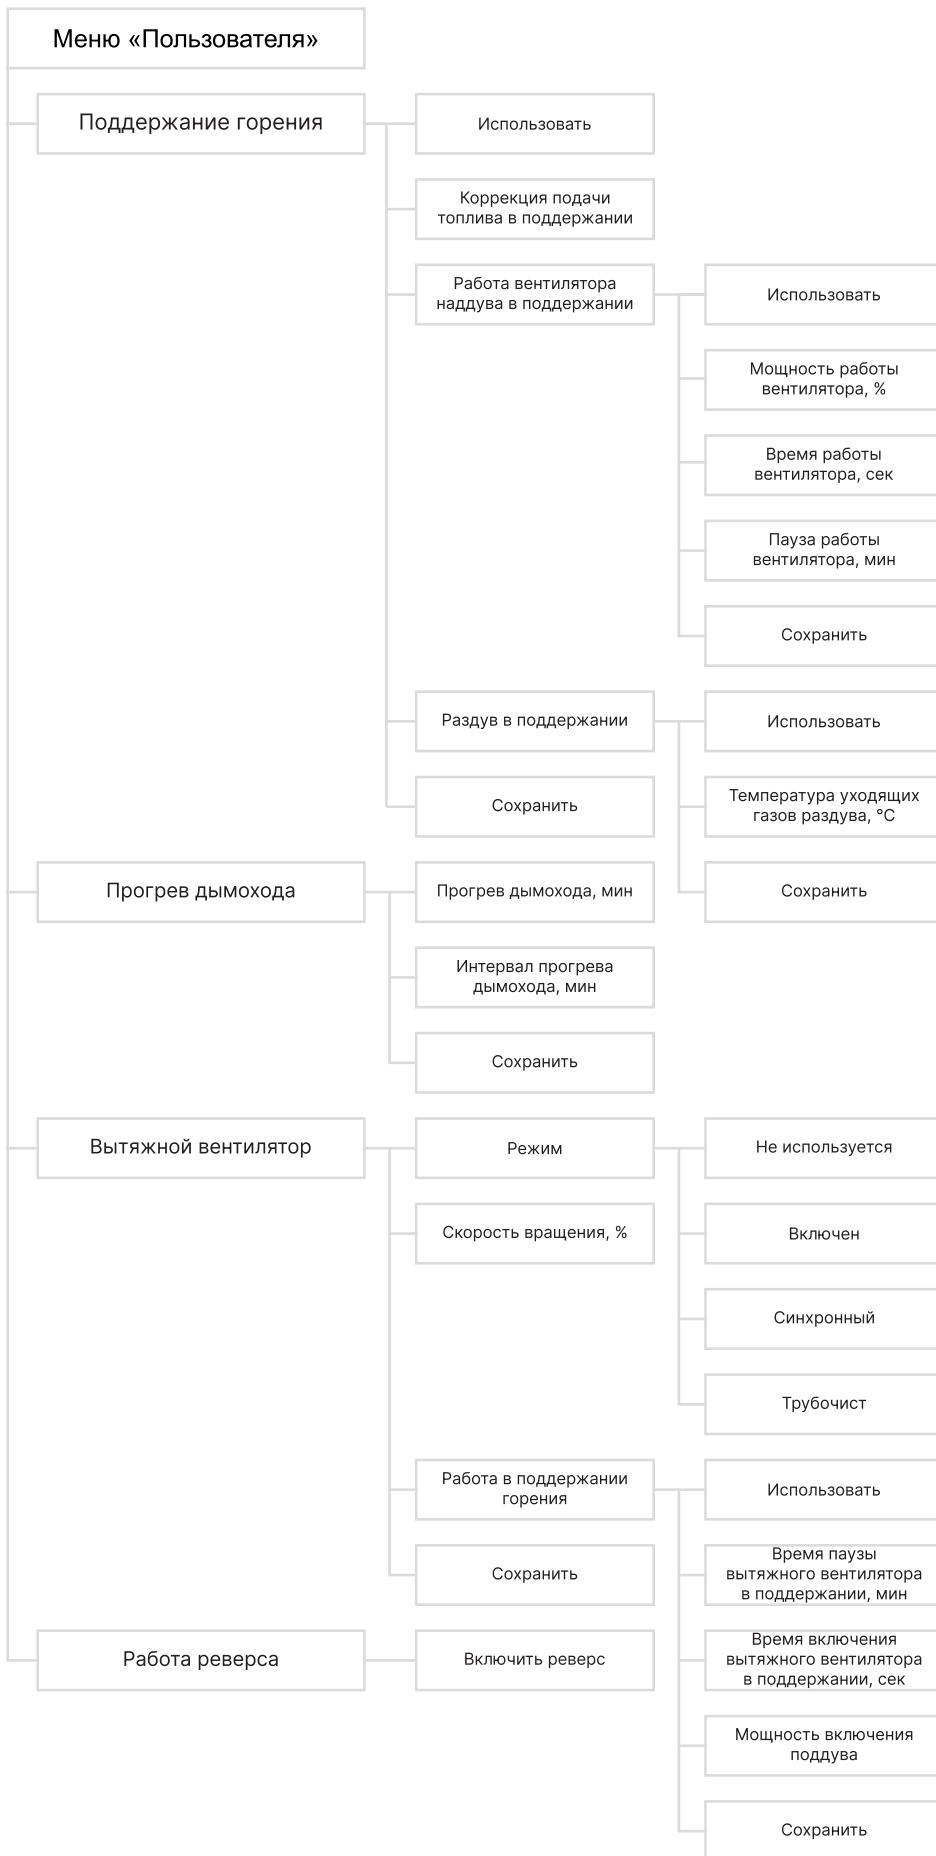 Меню «Пользователя»
Поддержание горения
Использовать
Коррекция подачи
топлива в поддержании
Работа вентилятора
наддува в поддержании
Использовать
Мощность работы
вентилятора, %
Время работы
вентилятора, сек
Пауза работы
вентилятора, мин
Сохранить
Раздув в поддержании
Использовать
Температура уходящих
газов раздува, °С
Сохранить
Сохранить
Прогрев дымохода
Прогрев дымохода, мин
Интервал прогрева
дымохода, мин
Сохранить
Вытяжной вентилятор
Режим
Не используется
Включен
Синхронный
Трубочист
Скорость вращения, %
Работа в поддержании
горения
Использовать
Время паузы
вытяжного вентилятора
в поддержании, мин
Время включения
вытяжного вентилятора
в поддержании, сек
Мощность включения
поддува
Сохранить
Сохранить
Работа реверса
Включить реверс